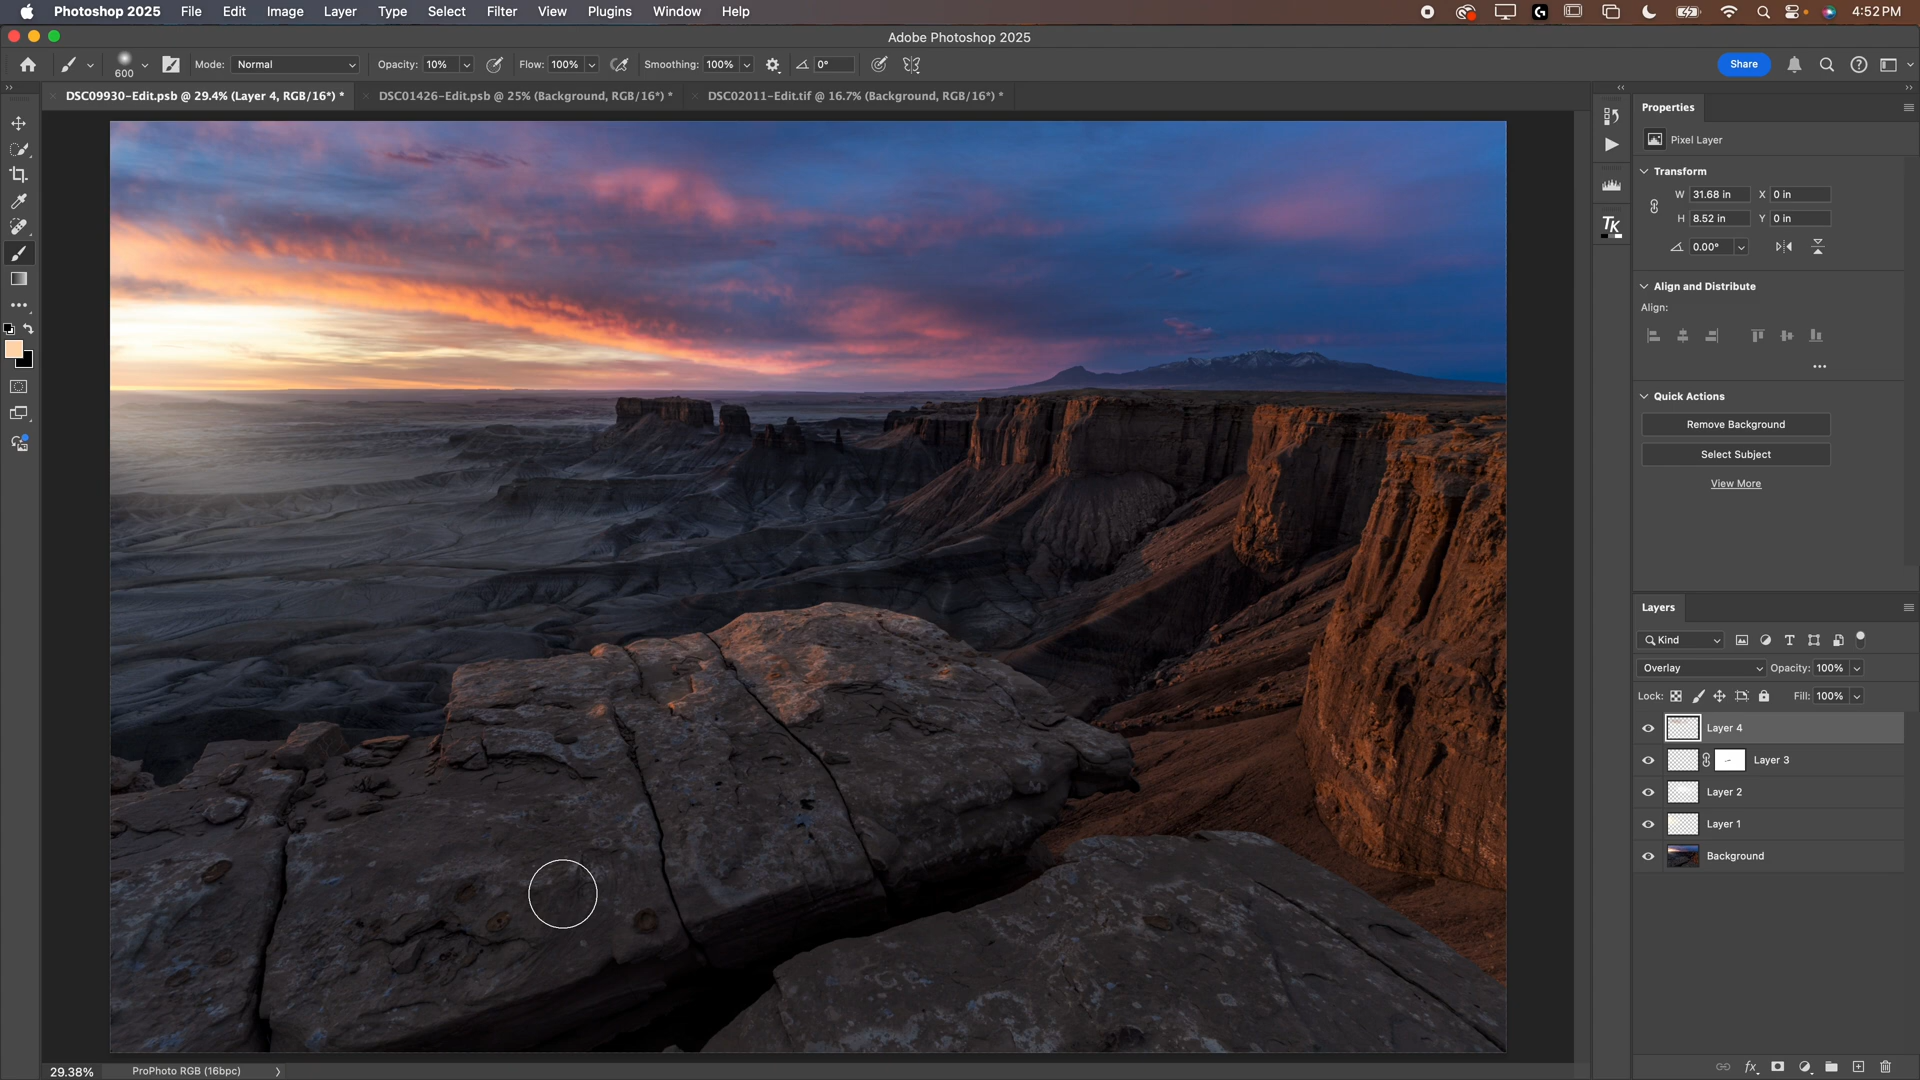 Photoshop 2025 File Edit Image Layer Type Select Filter View Plugins Window Help 4:52 PM
Adobe Photoshop 2025
600 Mode: Normal Opacity: 10% Flow: 100% Smoothing: 100% 0° Share
DSC09930-Edit.psb @ 29.4% (Layer 4, RGB/16*) * DSC01426-Edit.psb @ 25% (Background, RGB/16*) * DSC02011-Edit.tif @ 16.7% (Background, RGB/16*) *
Properties
Pixel Layer
Transform
W 31.68 in X 0 in
TK
H 8.52 in Y 0 in
0.00°
Align and Distribute
Align:
Quick Actions
Remove Background
Select Subject
View More
Layers
Kind
Overlay Opacity: 100%
Lock: Fill: 100%
Layer 4
Layer 3
Layer 2
Layer 1
Background
29.38% ProPhoto RGB (16bpc)
fx